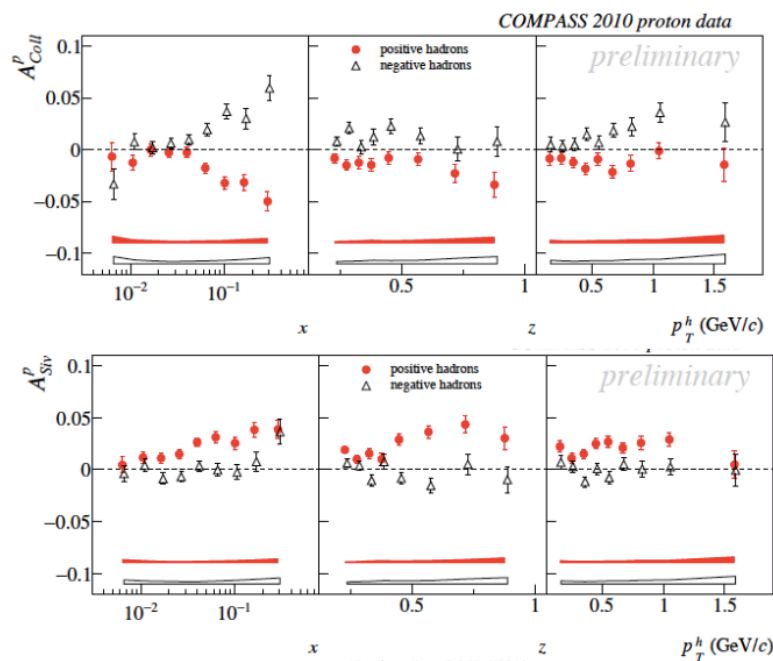 COMPASS 2010 proton data
A^p_Coll
0.1
0.05
0
−0.05
−0.1
positive hadrons
negative hadrons
preliminary
10^−2
10^−1
0.5
1
0.5
1
1.5
x
z
p_T^h (GeV/c)
A^p_Siv
0.1
0.05
0
−0.05
−0.1
positive hadrons
negative hadrons
preliminary
10^−2
10^−1
0.5
1
0.5
1
1.5
x
z
p_T^h (GeV/c)